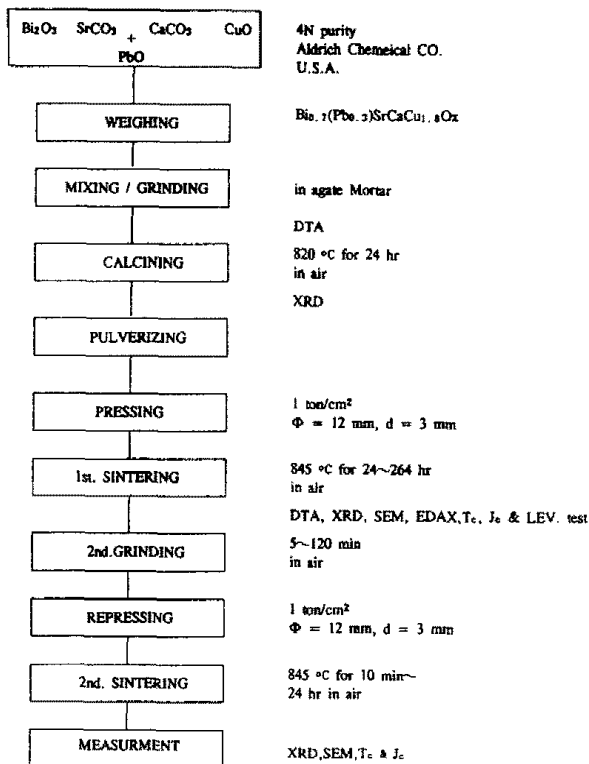 Bi₂O₃ SrCO₃ + CaCO₃ CuO
PbO
4N purity
Aldrich Chemeical CO.
U.S.A.
WEIGHING
Bi₀.₇(Pb₀.₃)SrCaCu₁.₈Ox
MIXING / GRINDING
in agate Mortar
DTA
CALCINING
820 °C for 24 hr
in air
XRD
PULVERIZING
PRESSING
1 ton/cm²
Φ = 12 mm, d = 3 mm
1st. SINTERING
845 °C for 24~264 hr
in air
DTA, XRD, SEM, EDAX,Tc, Jc & LEV. test
2nd.GRINDING
5~120 min
in air
REPRESSING
1 ton/cm²
Φ = 12 mm, d = 3 mm
2nd. SINTERING
845 °C for 10 min~
24 hr in air
MEASURMENT
XRD,SEM,Tc & Jc